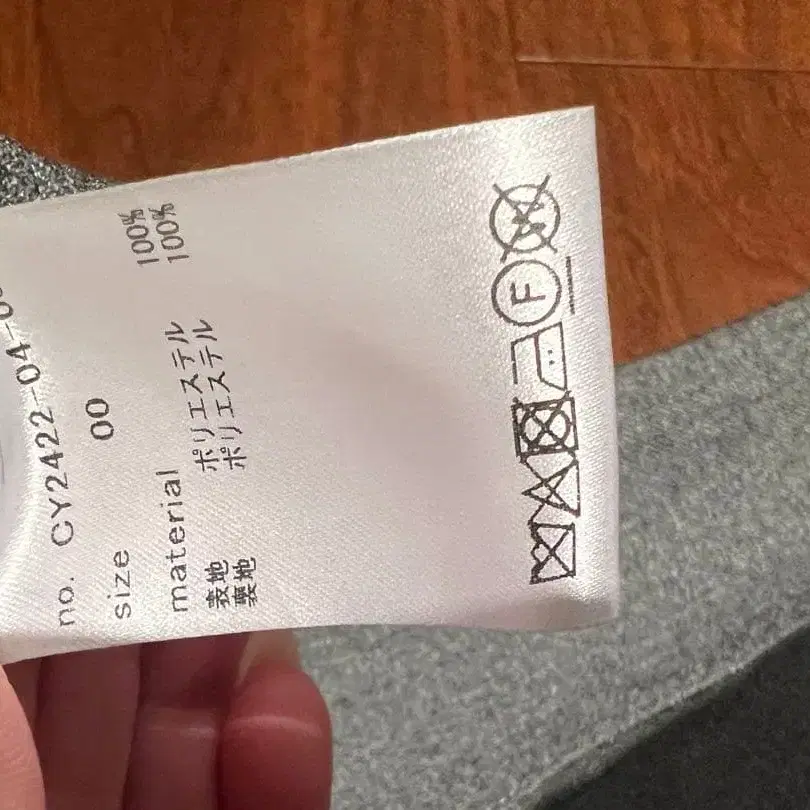 no. CY2422-04-0
size 00
material
表地 ポリエステル 100%
裏地 ポリエステル 100%
F
W